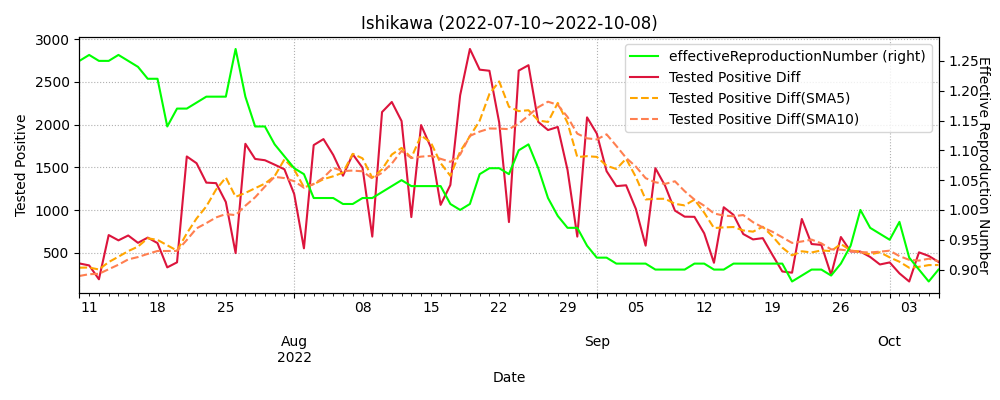 Ishikawa (2022-07-10~2022-10-08)
effectiveReproductionNumber (right)
Tested Positive Diff
Tested Positive Diff(SMA5)
Tested Positive Diff(SMA10)
Tested Positive
3000
2500
2000
1500
1000
500
1.25
1.20
1.15
1.10
1.05
1.00
0.95
0.90
Effective Reproduction Number
11 18 25 08 15 22 29 05 12 19 26 03
Aug Sep Oct
2022
Date